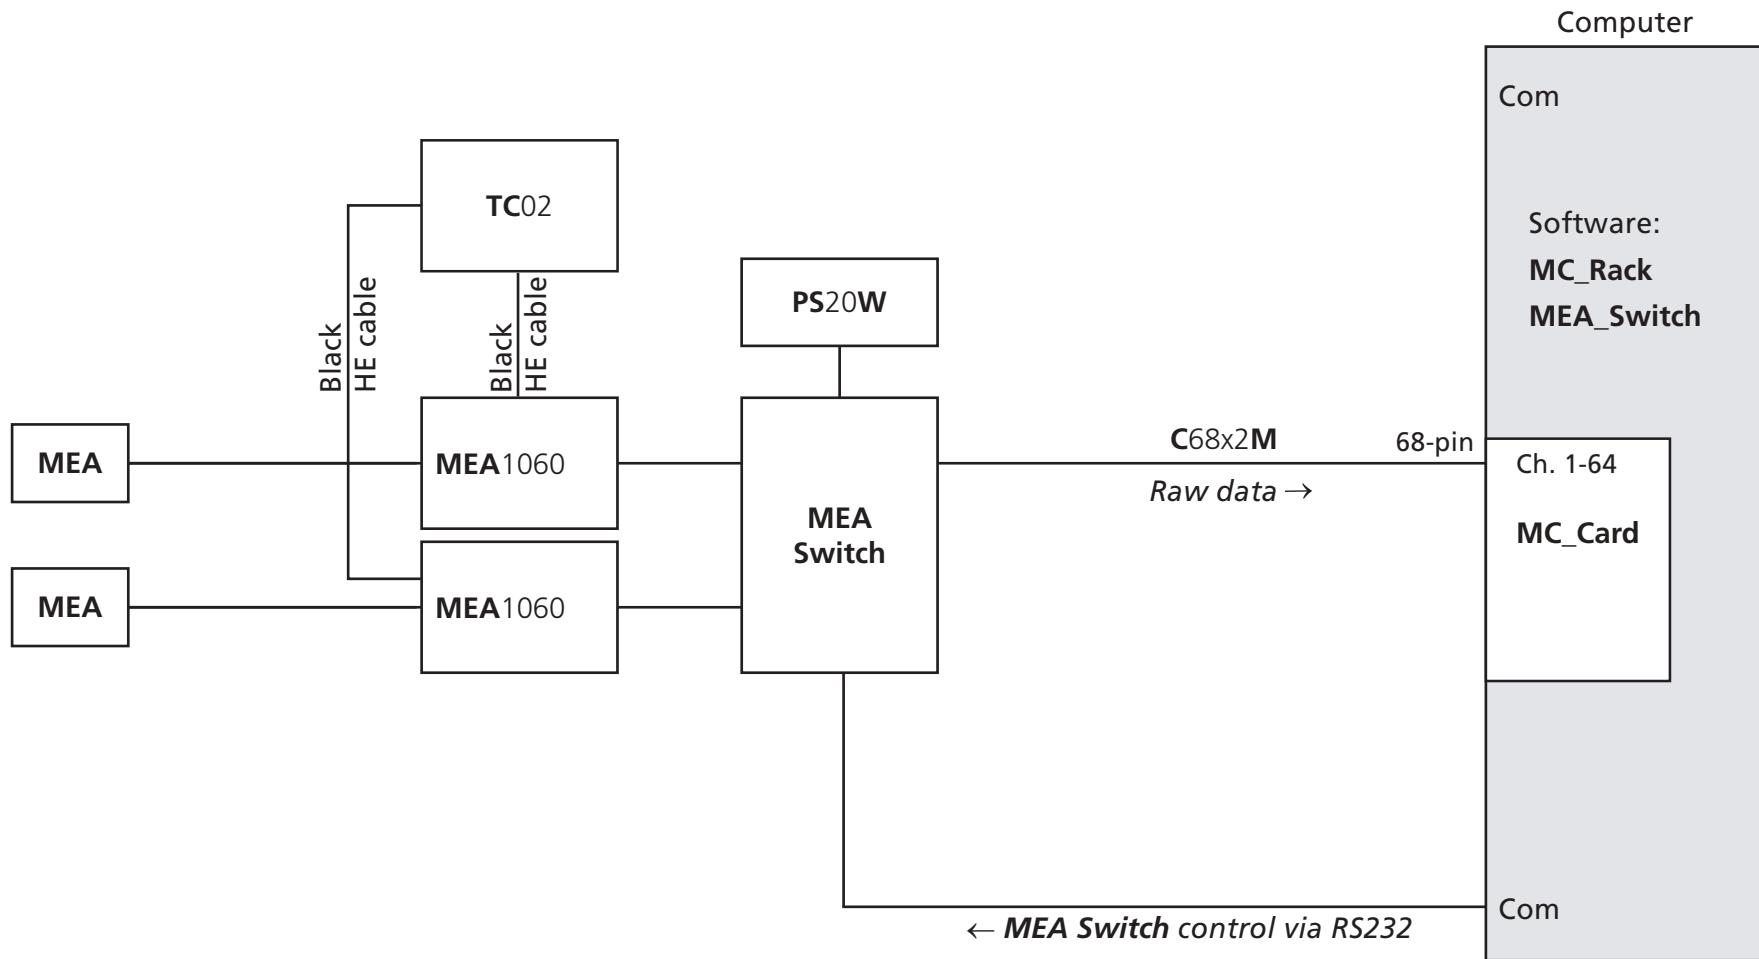 Computer
Com
TC02
Software:
MC_Rack
MEA_Switch
PS20W
Black
HE cable
Black
HE cable
MEA
MEA1060
C68x2M
68-pin
Ch. 1-64
Raw data →
MEA
Switch
MC_Card
MEA
MEA1060
Com
← MEA Switch control via RS232